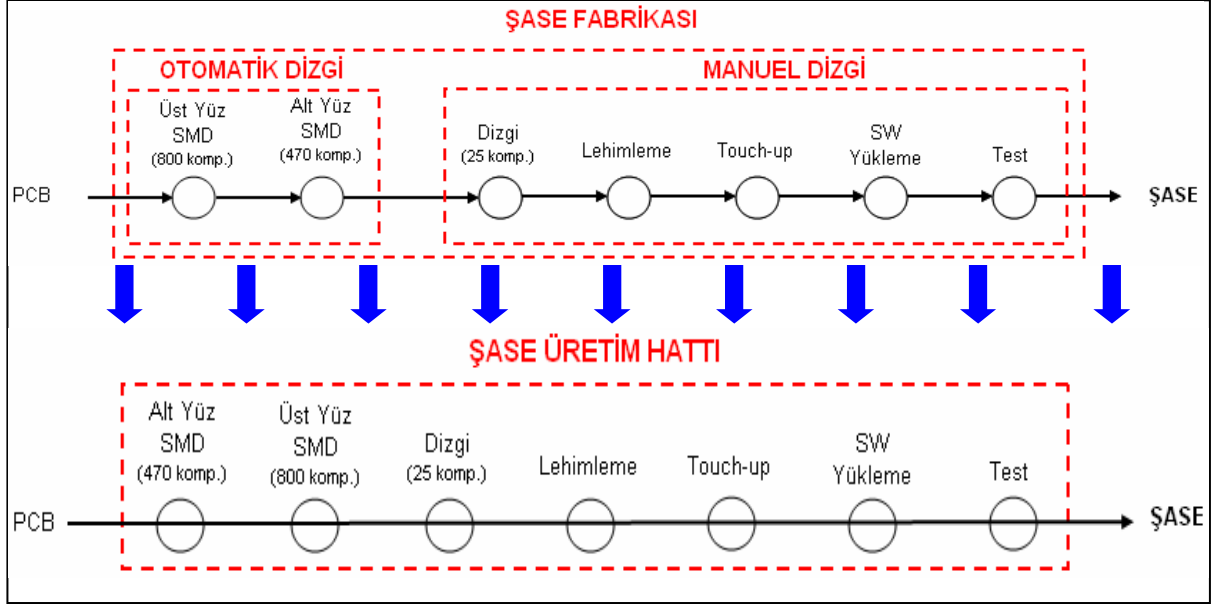 ŞASE FABRİKASI
OTOMATİK DİZGİ
MANUEL DİZGİ
Üst Yüz
SMD
(800 komp.)
Alt Yüz
SMD
(470 komp.)
Dizgi
(25 komp.)
Lehimleme
Touch-up
SW
Yükleme
Test
PCB
ŞASE
ŞASE ÜRETİM HATTI
Alt Yüz
SMD
(470 komp.)
Üst Yüz
SMD
(800 komp.)
Dizgi
(25 komp.)
Lehimleme
Touch-up
SW
Yükleme
Test
PCB
ŞASE